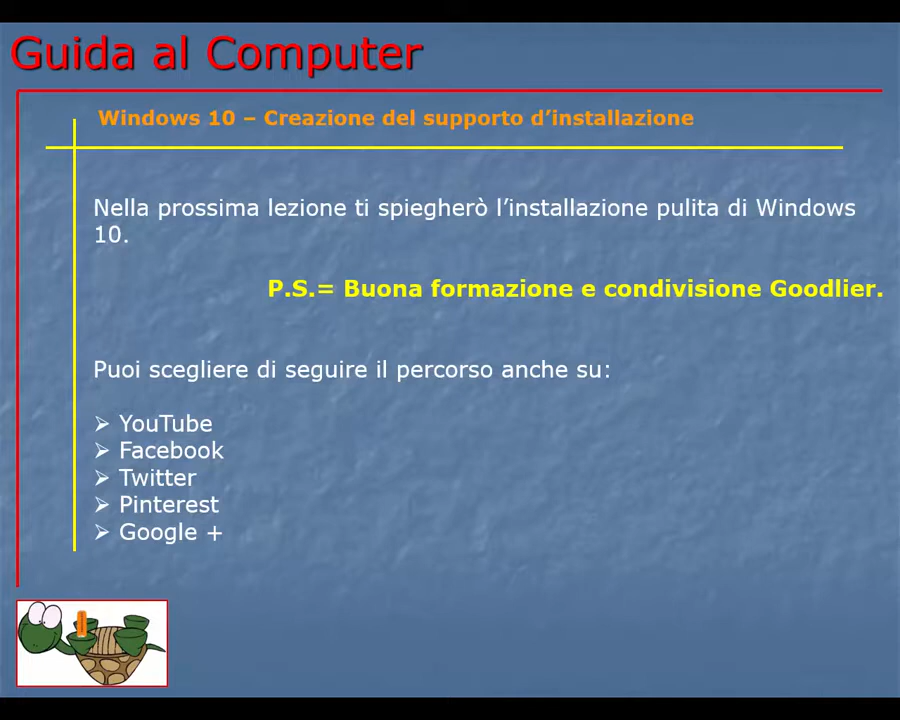 Guida al Computer
Windows 10 – Creazione del supporto d’installazione
Nella prossima lezione ti spiegherò l’installazione pulita di Windows
10.
P.S.= Buona formazione e condivisione Goodlier.
Puoi scegliere di seguire il percorso anche su:
➢ YouTube
➢ Facebook
➢ Twitter
➢ Pinterest
➢ Google +